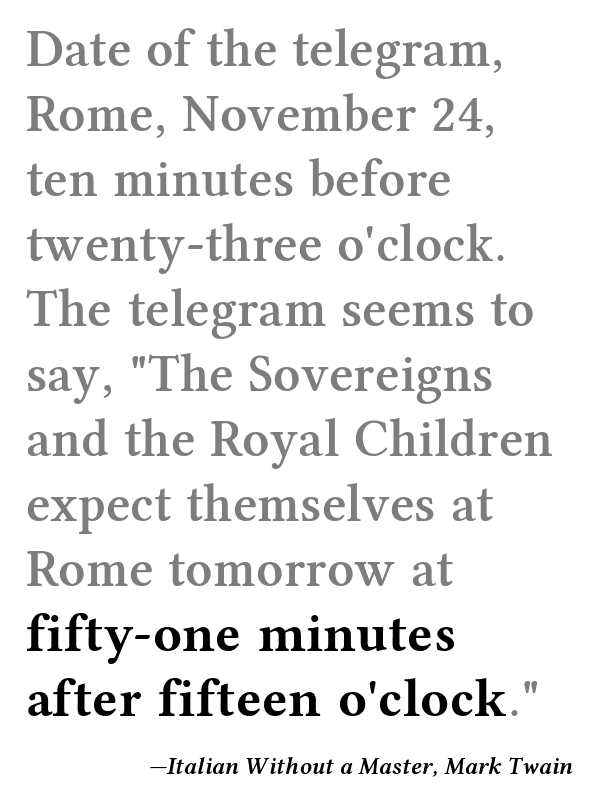 Date of the telegram,
Rome, November 24,
ten minutes before
twenty-three o'clock.
The telegram seems to
say, "The Sovereigns
and the Royal Children
expect themselves at
Rome tomorrow at
fifty-one minutes
after fifteen o'clock."
—Italian Without a Master, Mark Twain